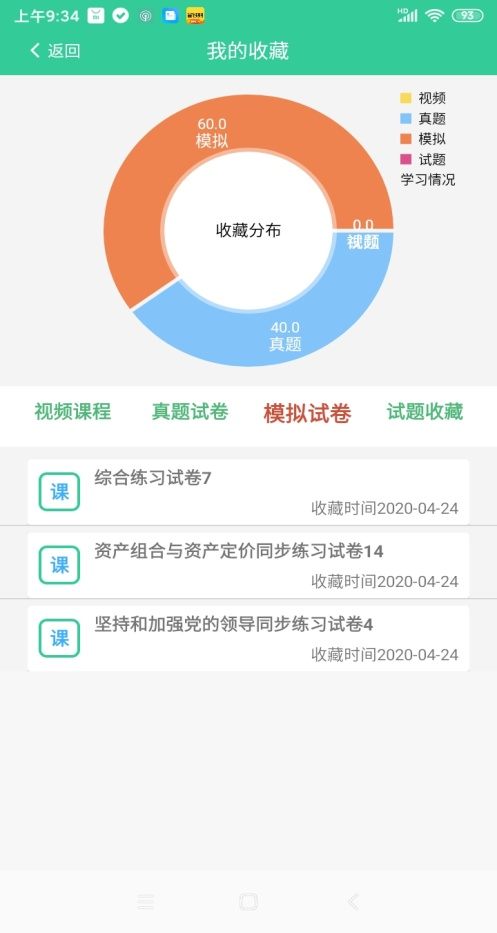 上午9:34
HD
93
返回
我的收藏
视频
真题
模拟
试题
学习情况
60.0
模拟
收藏分布
0.0
40.0
真题
视频课程
真题试卷
模拟试卷
试题收藏
课
综合练习试卷7
收藏时间2020-04-24
课
资产组合与资产定价同步练习试卷14
收藏时间2020-04-24
课
坚持和加强党的领导同步练习试卷4
收藏时间2020-04-24